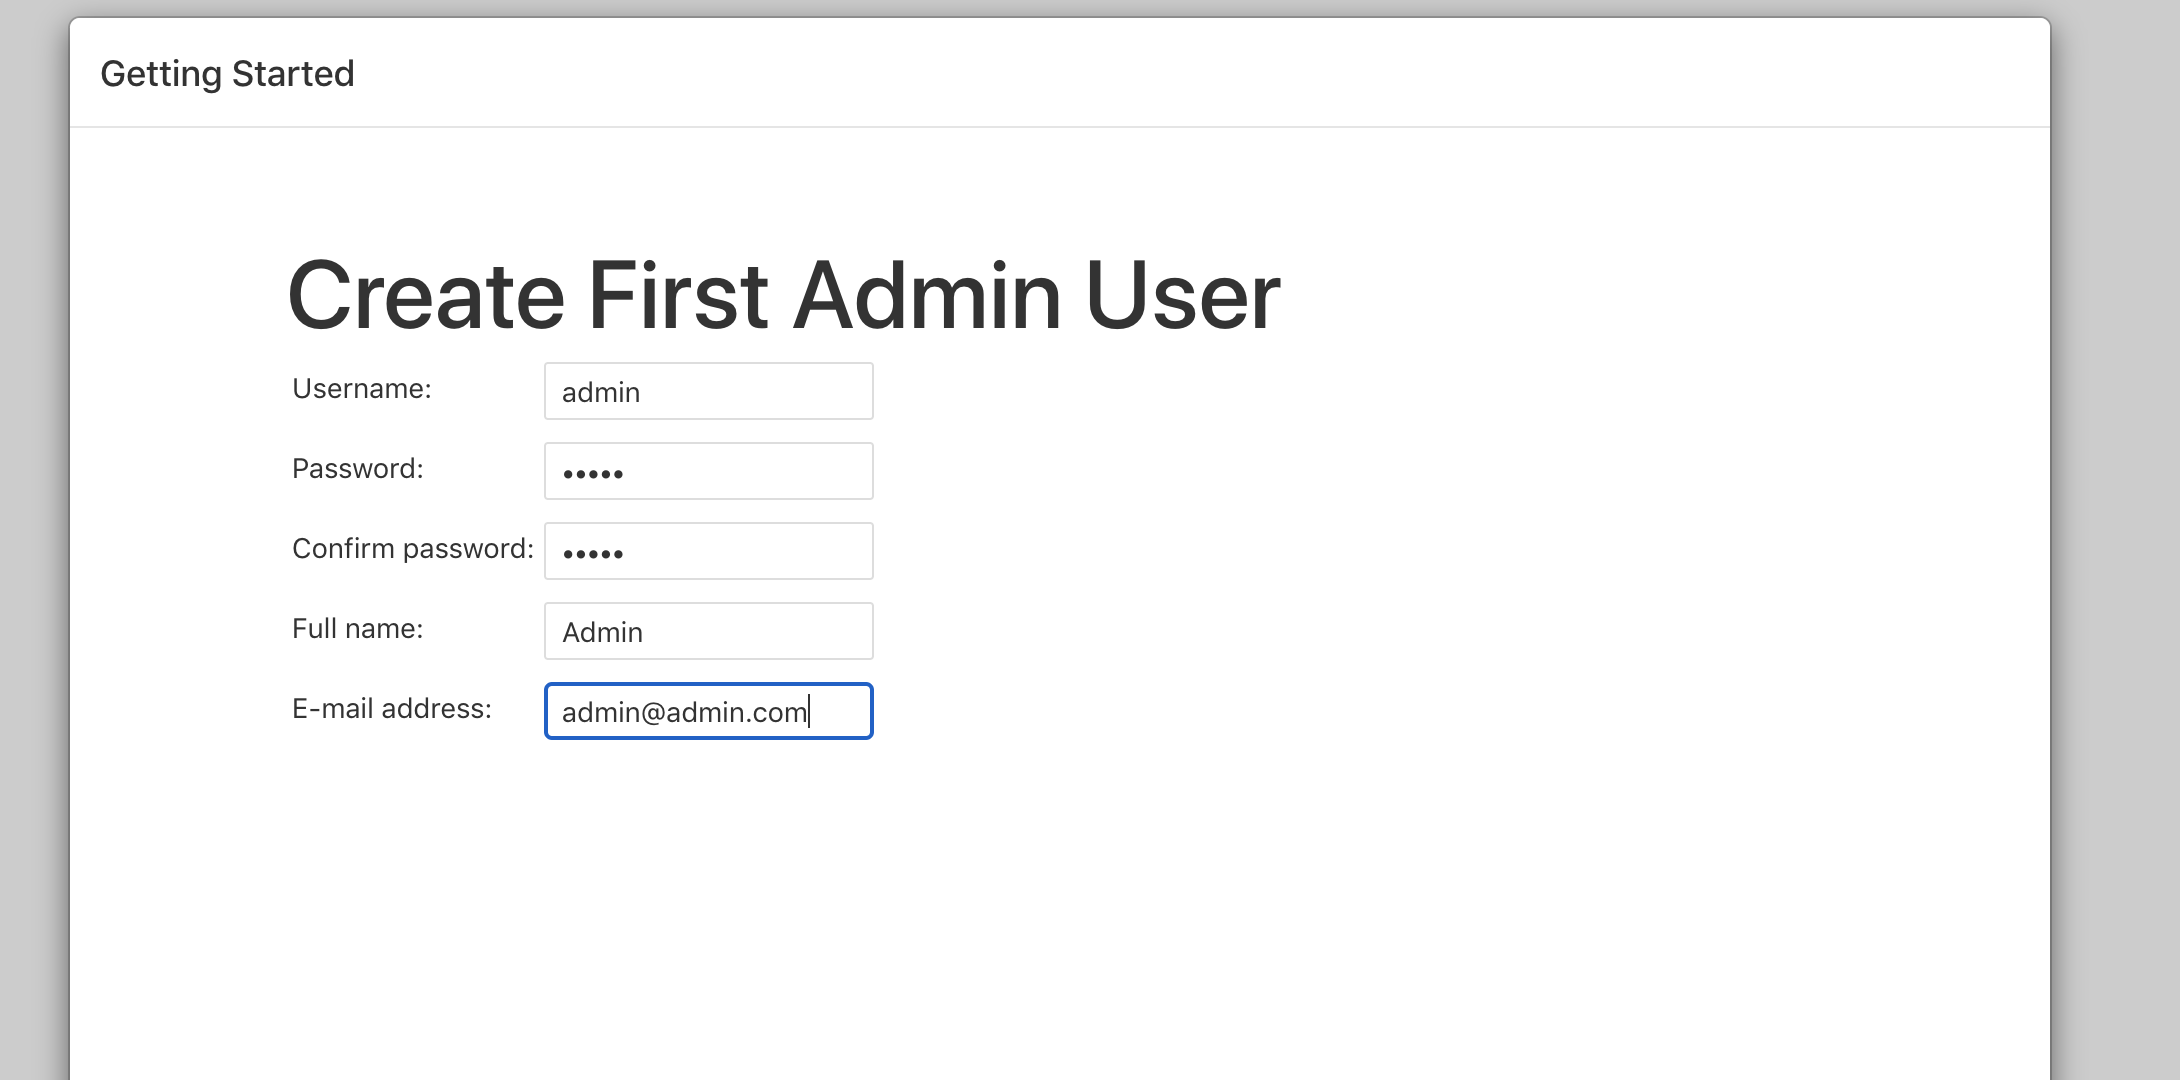 Getting Started
Create First Admin User
Username: admin
Password: •••••
Confirm password: •••••
Full name: Admin
E-mail address: admin@admin.com